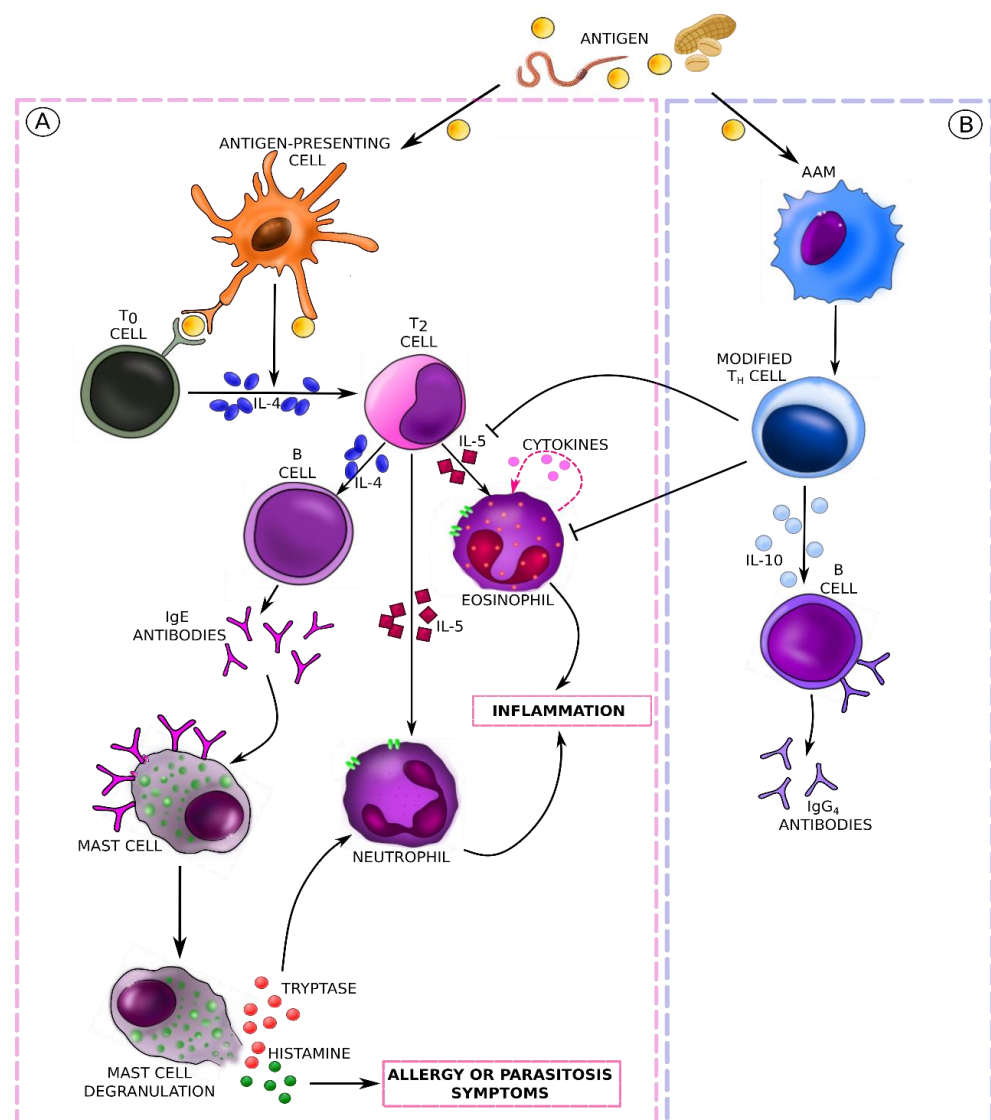 ANTIGEN
A
B
ANTIGEN-PRESENTING
CELL
AAM
T0
CELL
T2
CELL
MODIFIED
TH CELL
IL-4
IL-5
CYTOKINES
B
CELL
IL-4
IL-10
B
CELL
EOSINOPHIL
IgE
ANTIBODIES
IL-5
INFLAMMATION
IgG4
ANTIBODIES
MAST CELL
NEUTROPHIL
TRYPTASE
HISTAMINE
MAST CELL
DEGRANULATION
ALLERGY OR PARASITOSIS
SYMPTOMS